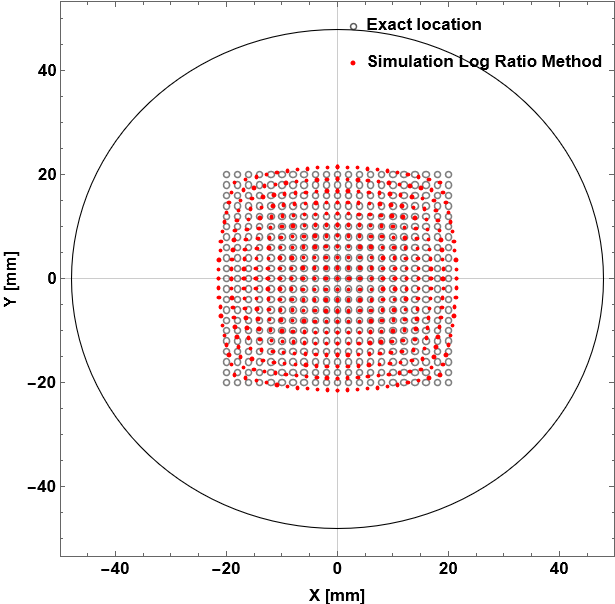 Exact location
Simulation Log Ratio Method
40
20
0
−20
−40
Y [mm]
−40 −20 0 20 40
X [mm]